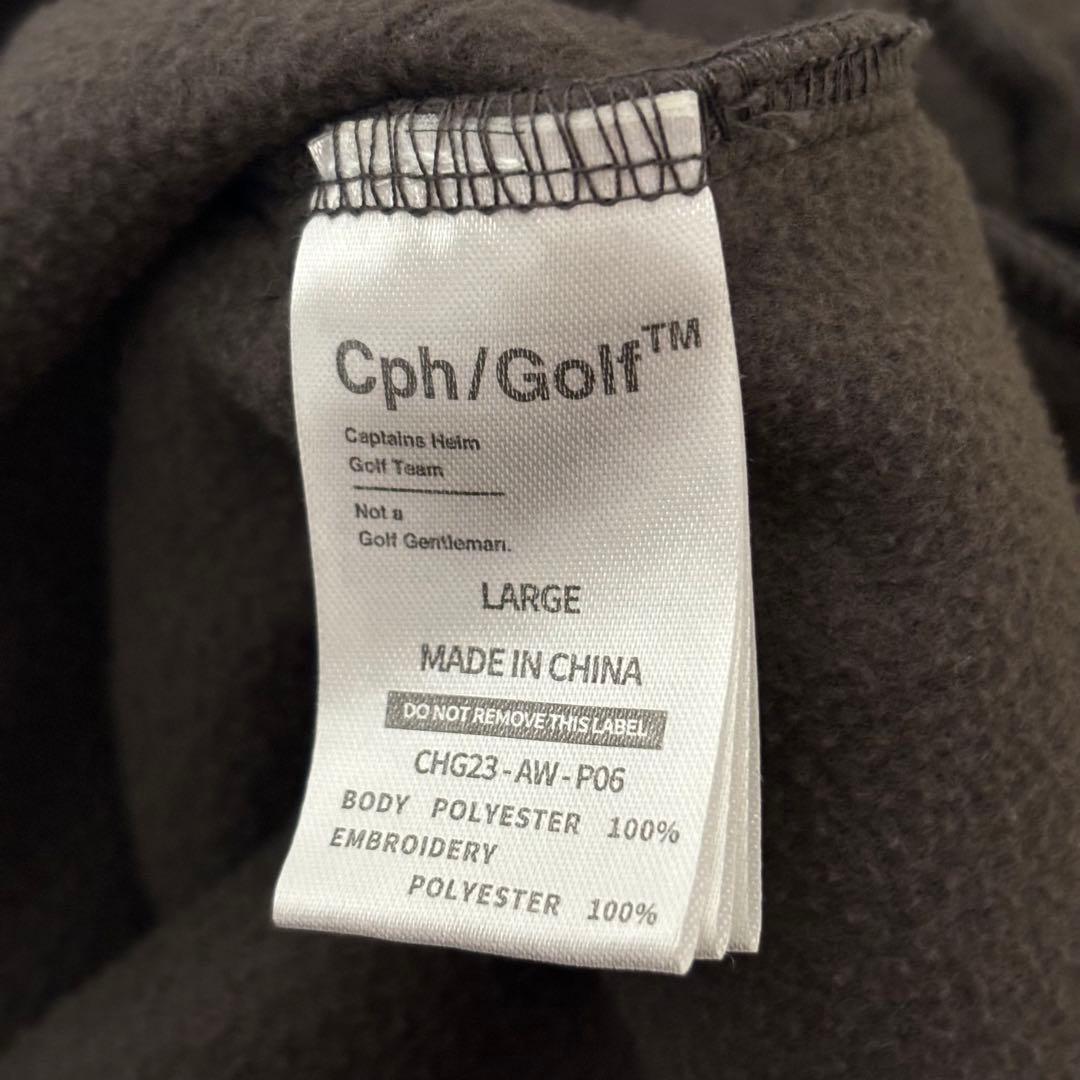 Cph/Golf™
Captains Helm
Golf Team
Not a
Golf Gentleman.
LARGE
MADE IN CHINA
DO NOT REMOVE THIS LABEL
CHG23-AW-P06
BODY POLYESTER 100%
EMBROIDERY
POLYESTER 100%